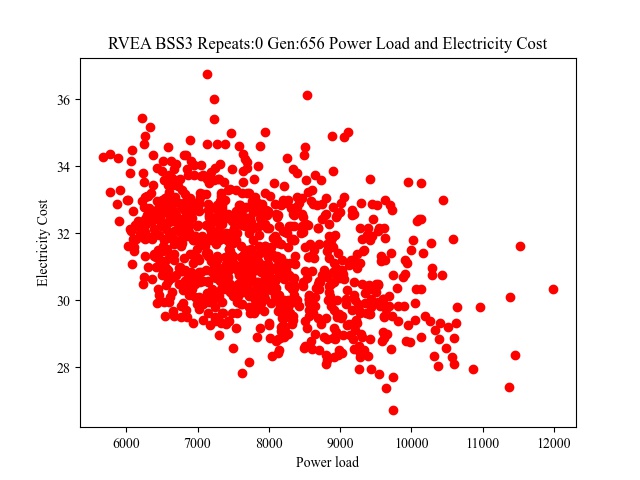 RVEA BSS3 Repeats:0 Gen:656 Power Load and Electricity Cost
Electricity Cost
36
34
32
30
28
6000 7000 8000 9000 10000 11000 12000
Power load